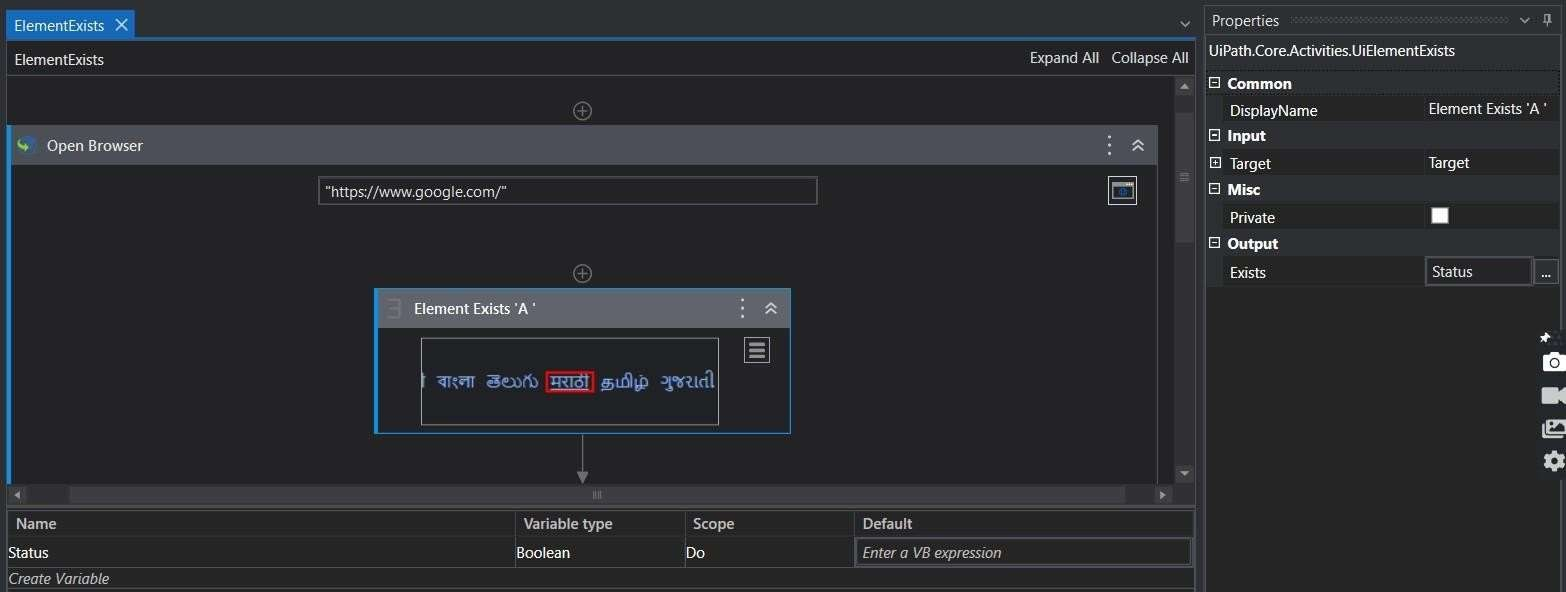 ElementExists
ElementExists
Expand All Collapse All
Open Browser
"https://www.google.com/"
Element Exists 'A '
বাংলা తెలుగు मराठी தமிழ் ગુજરાતી
Name Variable type Scope Default
Status Boolean Do Enter a VB expression
Create Variable
Properties
UiPath.Core.Activities.UiElementExists
Common
DisplayName Element Exists 'A '
Input
Target Target
Misc
Private
Output
Exists Status ...